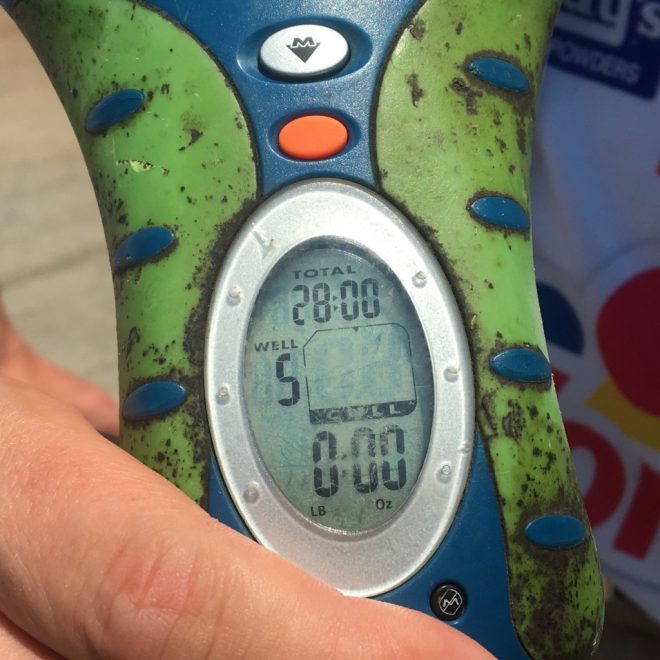 TOTAL
28:00
WELL
5
CULL
0:00
LB Oz
POWDERS